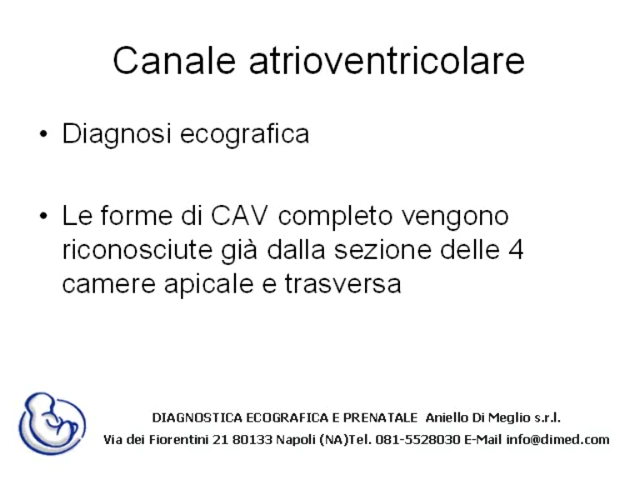 Canale atrioventricolare
• Diagnosi ecografica
• Le forme di CAV completo vengono
riconosciute già dalla sezione delle 4
camere apicale e trasversa
DIAGNOSTICA ECOGRAFICA E PRENATALE Aniello Di Meglio s.r.l.
Via dei Fiorentini 21 80133 Napoli (NA)Tel. 081-5528030 E-Mail info@dimed.com